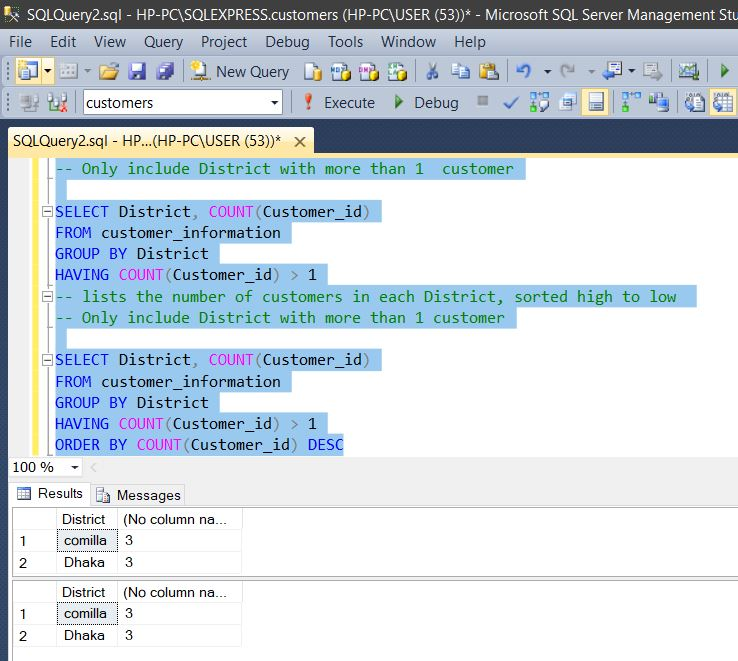 SQLQuery2.sql - HP-PC\SQLEXPRESS.customers (HP-PC\USER (53))* - Microsoft SQL Server Management Stu
File Edit View Query Project Debug Tools Window Help
New Query
customers Execute Debug
SQLQuery2.sql - HP...(HP-PC\USER (53))*
-- Only include District with more than 1  customer
SELECT District, COUNT(Customer_id)
FROM customer_information
GROUP BY District
HAVING COUNT(Customer_id) > 1
-- lists the number of customers in each District, sorted high to low
-- Only include District with more than 1 customer
SELECT District, COUNT(Customer_id)
FROM customer_information
GROUP BY District
HAVING COUNT(Customer_id) > 1
ORDER BY COUNT(Customer_id) DESC
100 %
Results Messages
District (No column na...
1 comilla 3
2 Dhaka 3
District (No column na...
1 comilla 3
2 Dhaka 3